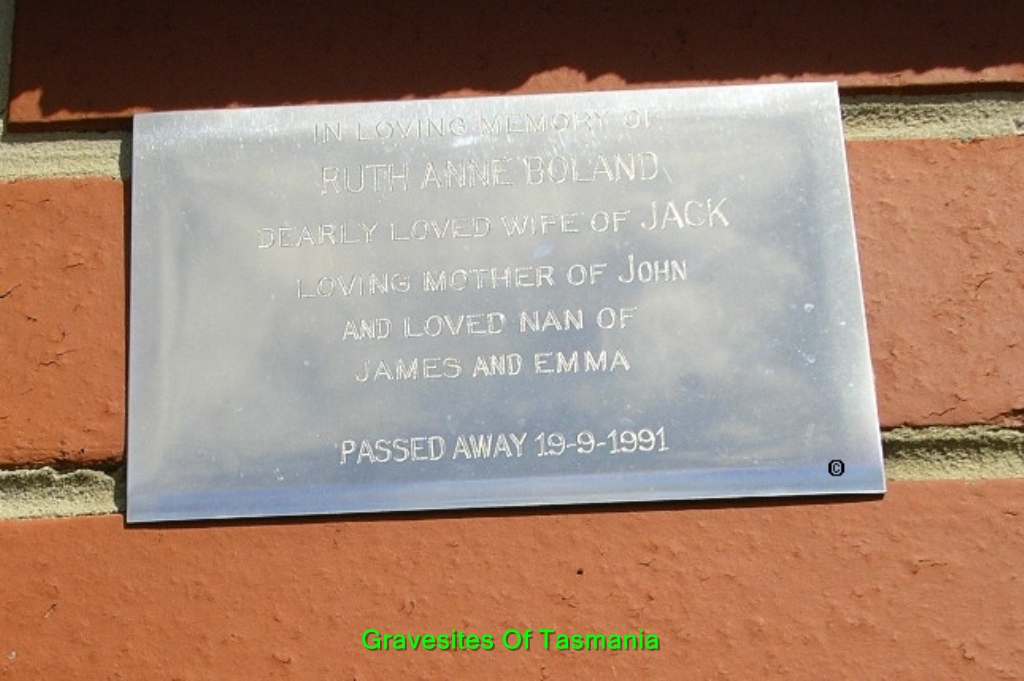 IN LOVING MEMORY OF
RUTH ANNE BOLAND
DEARLY LOVED WIFE OF JACK
LOVING MOTHER OF JOHN
AND LOVED NAN OF
JAMES AND EMMA
PASSED AWAY 19-9-1991
©
Gravesites Of Tasmania